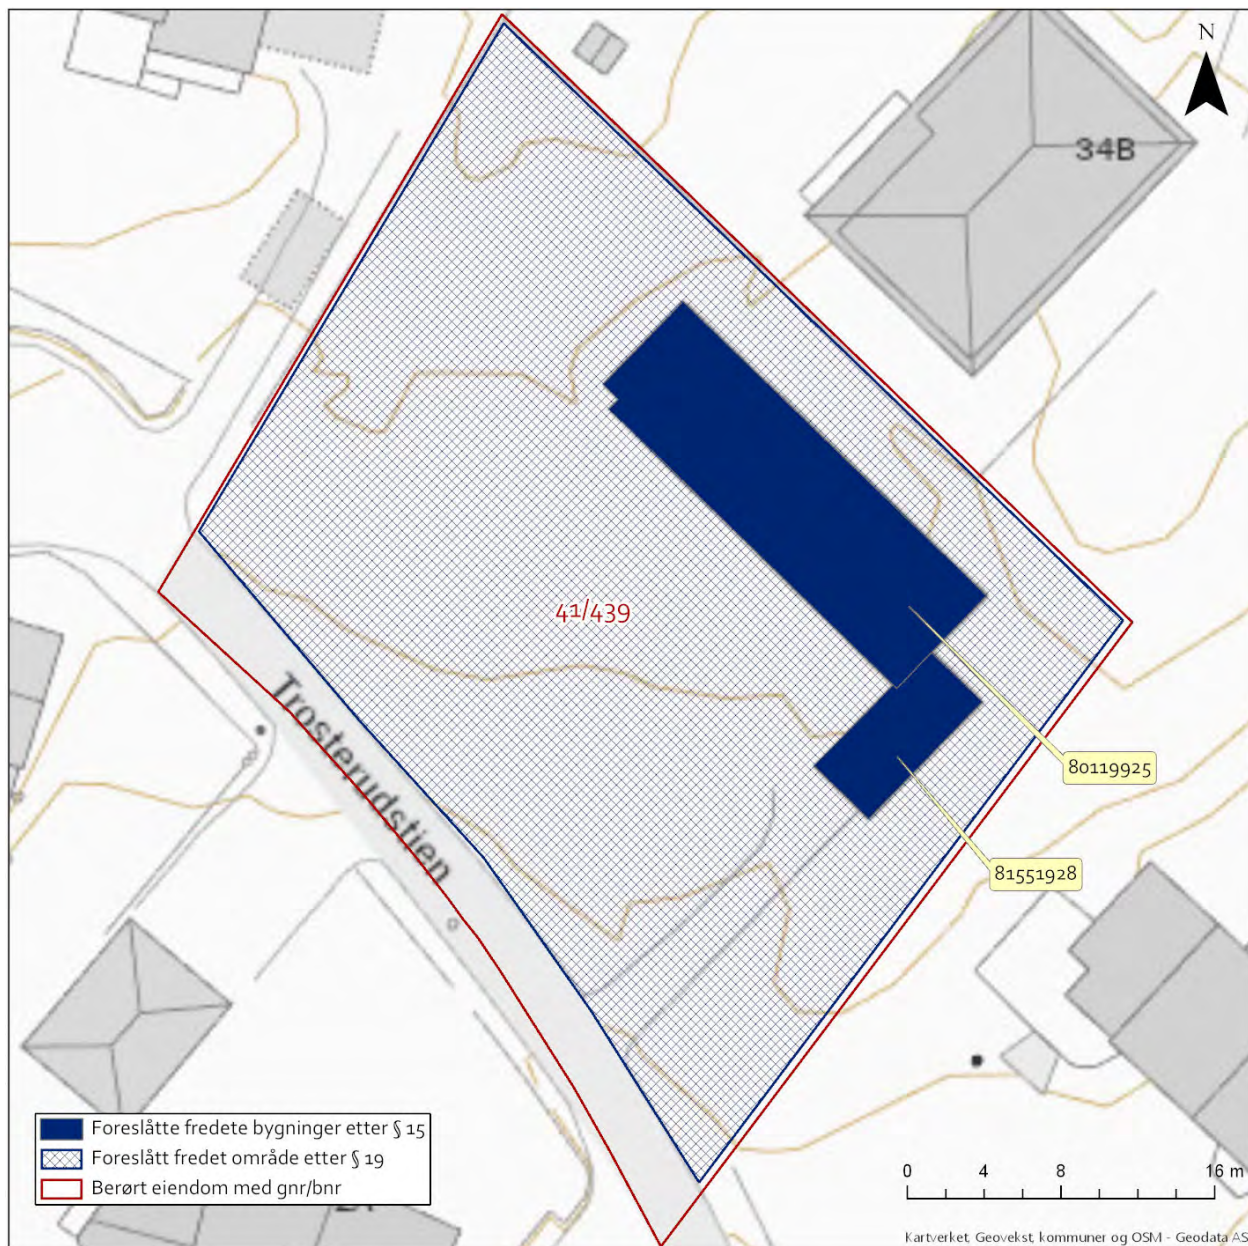 N
34B
41/439
Trosterudstien
80119925
81551928
Foreslåtte fredete bygninger etter § 15
Foreslått fredet område etter § 19
Berørt eiendom med gnr/bnr
0 4 8 16 m
Kartverket, Geovekst, kommuner og OSM - Geodata AS